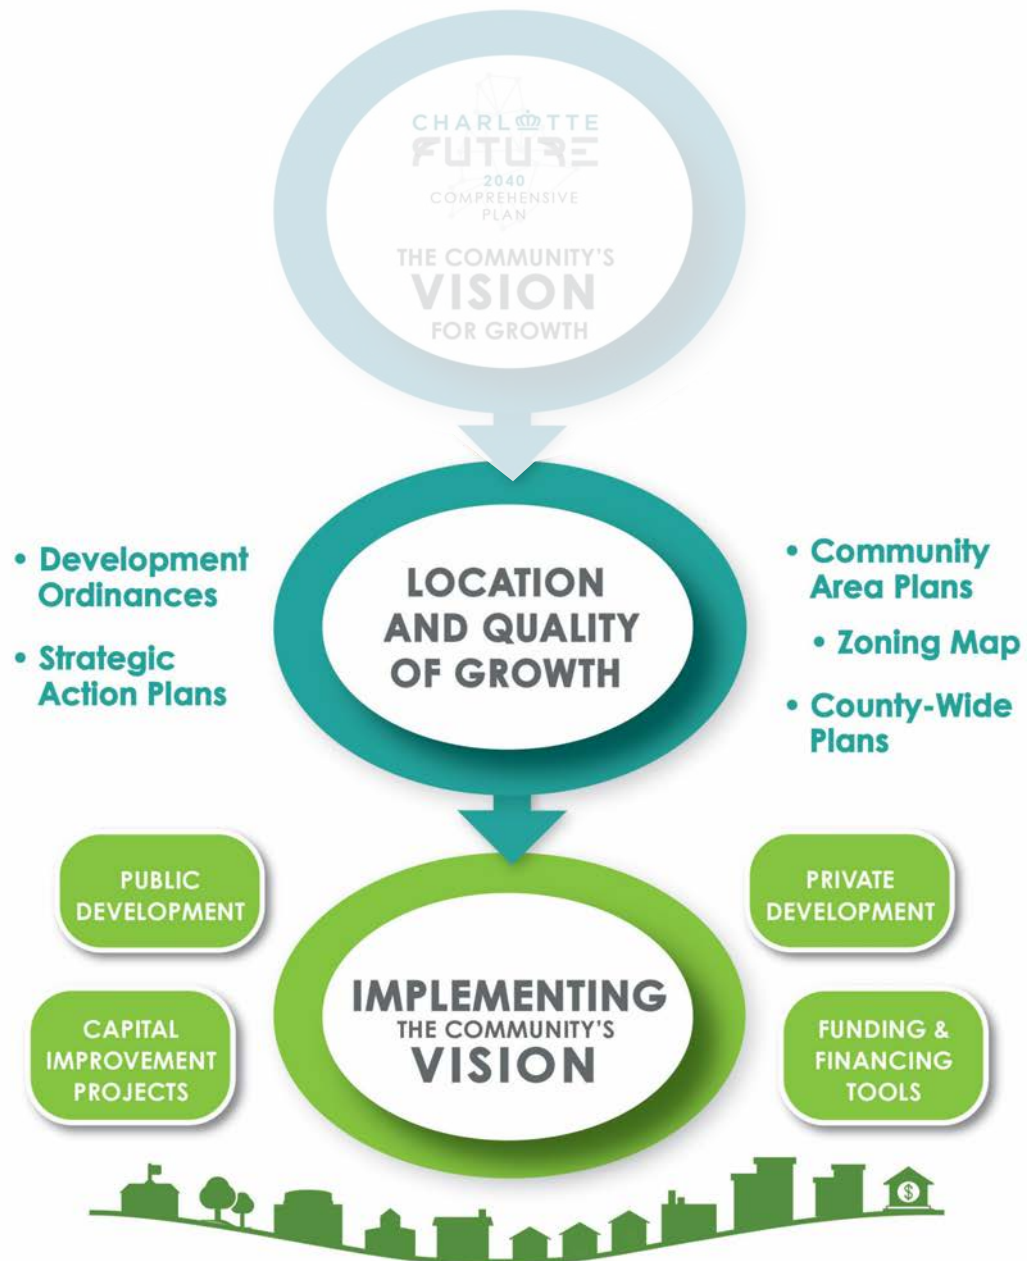 CHARLOTTE
FUTURE
2040
COMPREHENSIVE
PLAN
THE COMMUNITY'S
VISION
FOR GROWTH
• Development
Ordinances
• Strategic
Action Plans
LOCATION
AND QUALITY
OF GROWTH
• Community
Area Plans
• Zoning Map
• County-Wide
Plans
PUBLIC
DEVELOPMENT
PRIVATE
DEVELOPMENT
CAPITAL
IMPROVEMENT
PROJECTS
IMPLEMENTING
THE COMMUNITY'S
VISION
FUNDING &
FINANCING
TOOLS
$